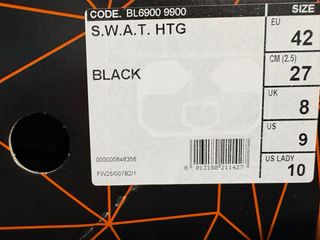 CODE. BL6900 9900 SIZE
S.W.A.T. HTG
BLACK
EU
42
CM (2.5)
27
UK
8
US
9
US LADY
10
000000646356
FW25/00782/1
8 013180 211427